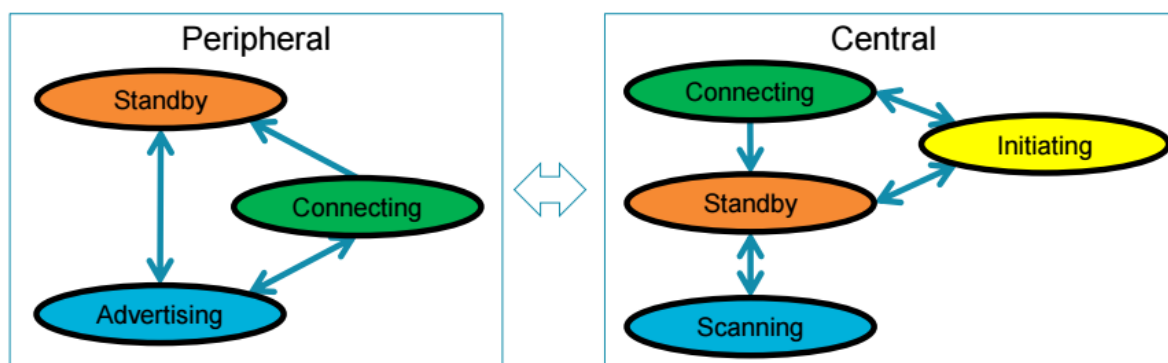 Peripheral
Standby
Connecting
Advertising
Central
Connecting
Initiating
Standby
Scanning